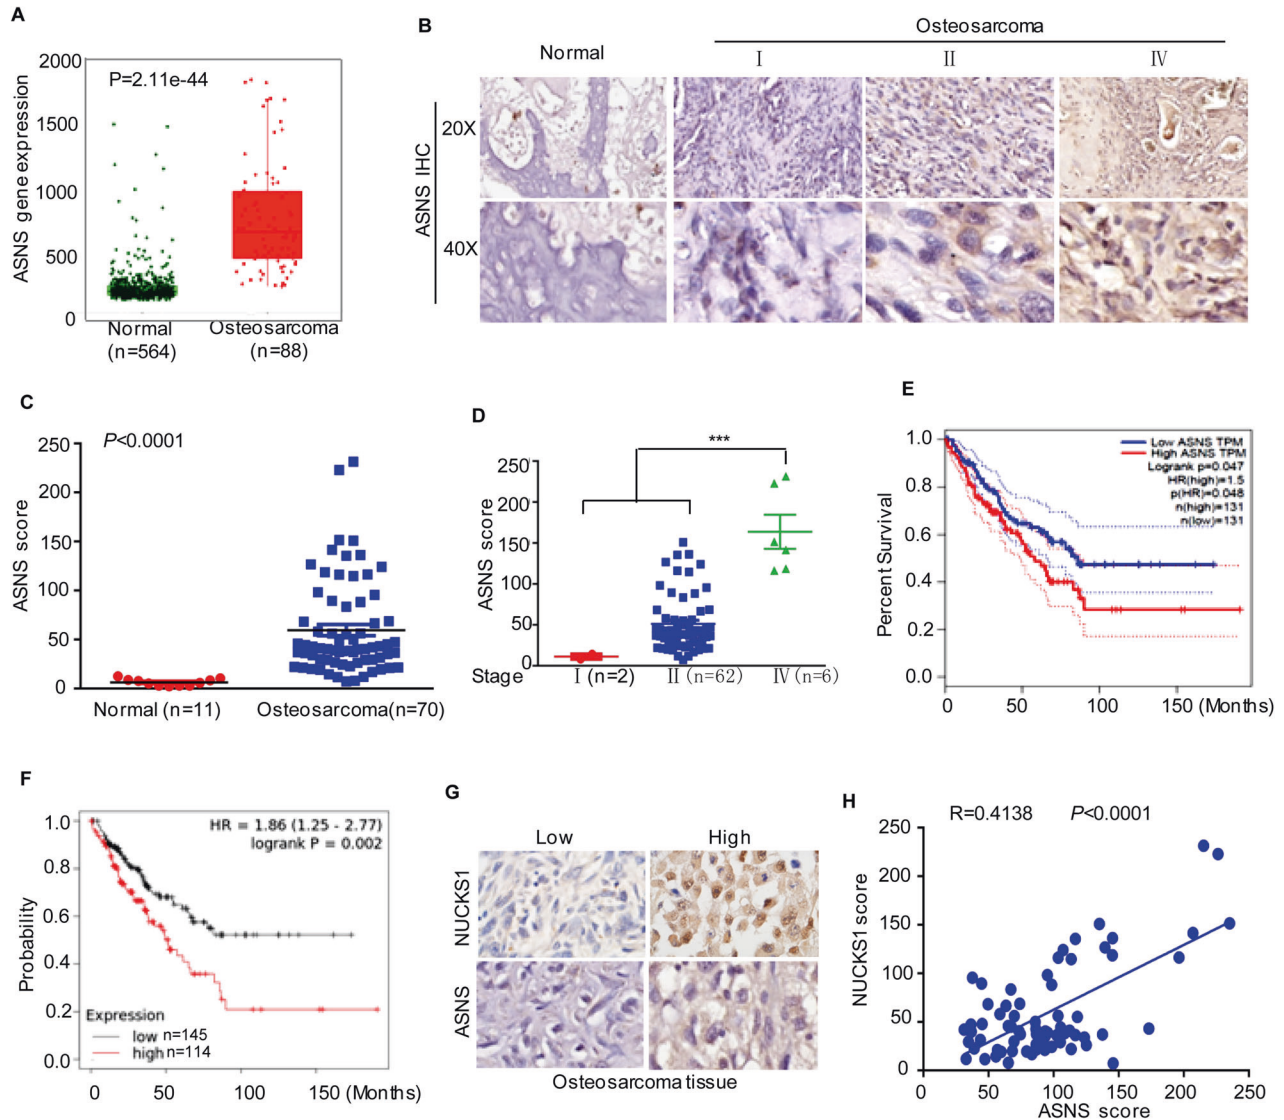 A
2000
1500
1000
500
0
P=2.11e-44
ASNS gene expression
Normal
(n=564)
Osteosarcoma
(n=88)
B
Osteosarcoma
Normal
I
II
IV
ASNS IHC
20X
40X
C
P<0.0001
250
200
150
100
50
0
ASNS score
Normal (n=11)
Osteosarcoma(n=70)
D
***
250
200
150
100
50
0
ASNS score
Stage
I (n=2)
II (n=62)
IV (n=6)
E
1.0
0.8
0.6
0.4
0.2
0.0
Percent Survival
Low ASNS TPM
High ASNS TPM
Logrank p=0.047
HR(high)=1.5
p(HR)=0.048
n(high)=131
n(low)=131
0 50 100 150 (Months)
F
1.0
0.8
0.6
0.4
0.2
0.0
Probability
HR = 1.86 (1.25 - 2.77)
logrank P = 0.002
Expression
low n=145
high n=114
0 50 100 150 (Months)
G
Low
High
NUCKS1
ASNS
Osteosarcoma tissue
H
R=0.4138
P<0.0001
250
200
150
100
50
0
NUCKS1 score
0 50 100 150 200 250
ASNS score